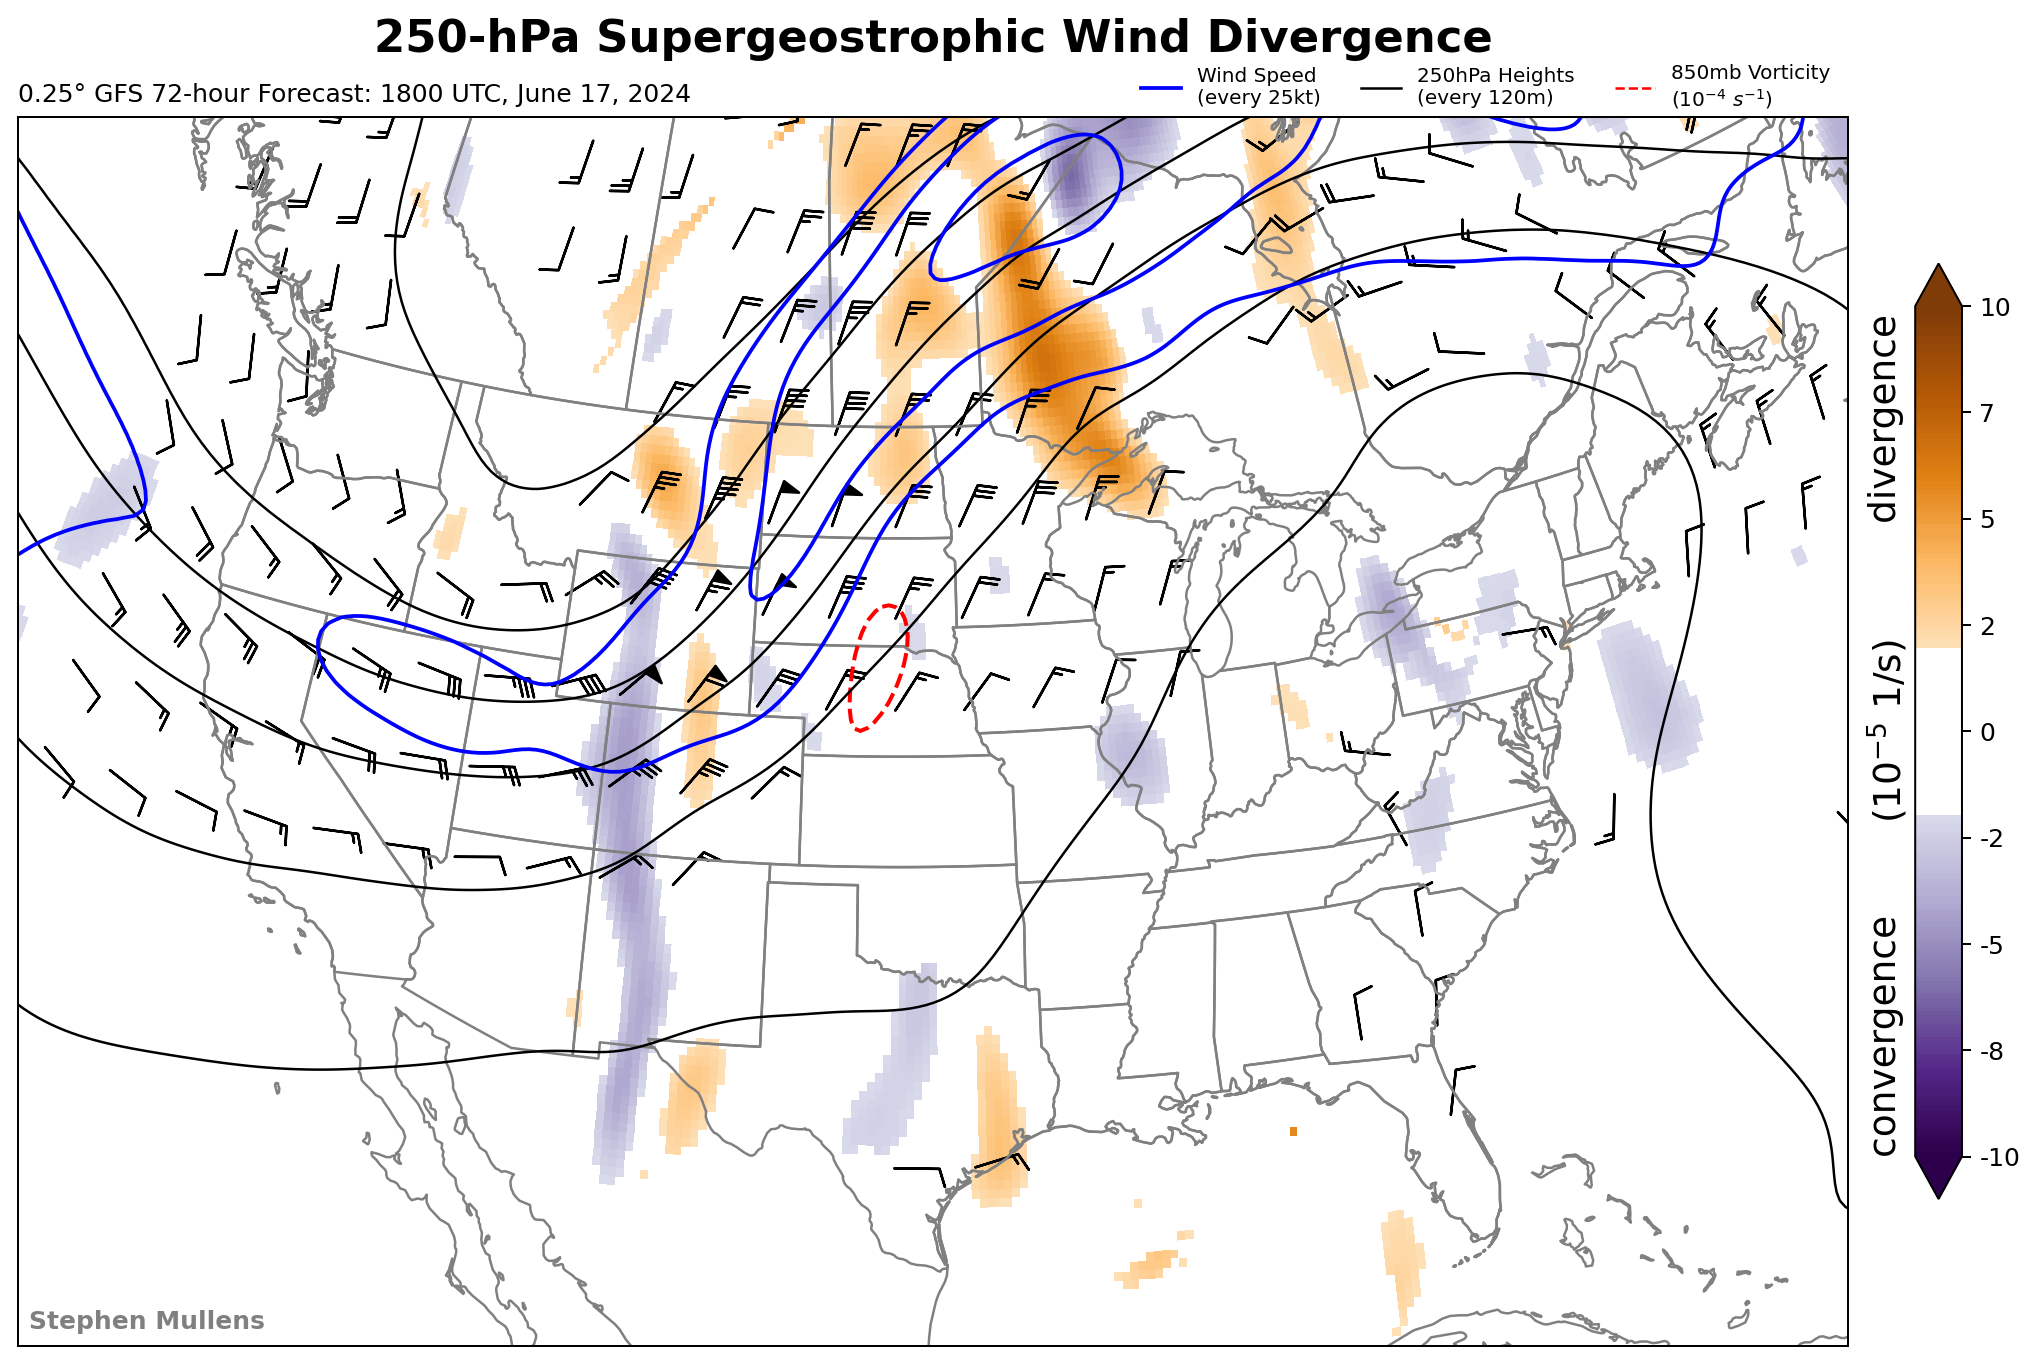 250-hPa Supergeostrophic Wind Divergence
0.25° GFS 72-hour Forecast: 1800 UTC, June 17, 2024
Wind Speed
(every 25kt)
250hPa Heights
(every 120m)
850mb Vorticity
(10⁻⁴ s⁻¹)
10
7
5
2
0
-2
-5
-8
-10
convergence (10⁻⁵ 1/s) divergence
Stephen Mullens